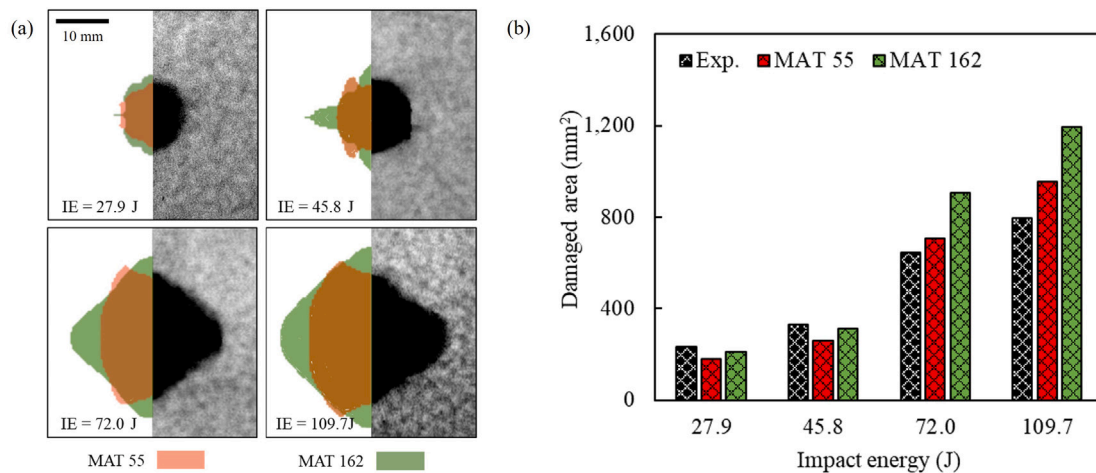 (a)
10 mm
IE = 27.9 J
IE = 45.8 J
IE = 72.0 J
IE = 109.7J
MAT 55
MAT 162
(b)
1,600
1,200
800
400
0
Damaged area (mm²)
Exp.
MAT 55
MAT 162
27.9
45.8
72.0
109.7
Impact energy (J)